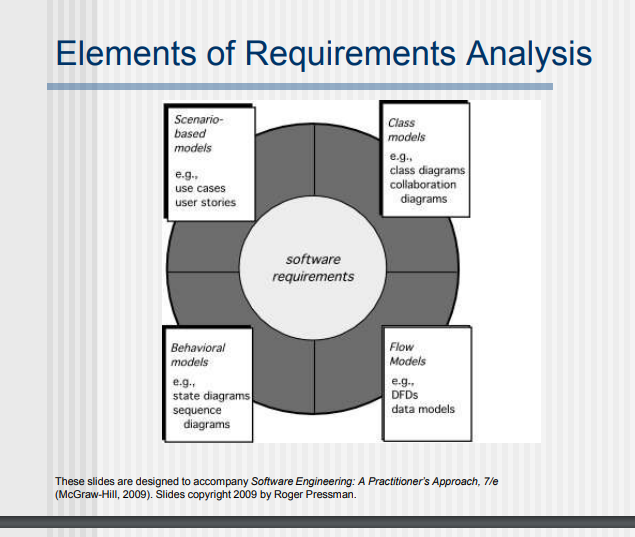 Elements of Requirements Analysis
Scenario-
based
models
e.g.,
use cases
user stories
Class
models
e.g.,
class diagrams
collaboration
diagrams
software
requirements
Behavioral
models
e.g.,
state diagrams
sequence
diagrams
Flow
Models
e.g.,
DFDs
data models
These slides are designed to accompany Software Engineering: A Practitioner's Approach, 7/e
(McGraw-Hill, 2009). Slides copyright 2009 by Roger Pressman.